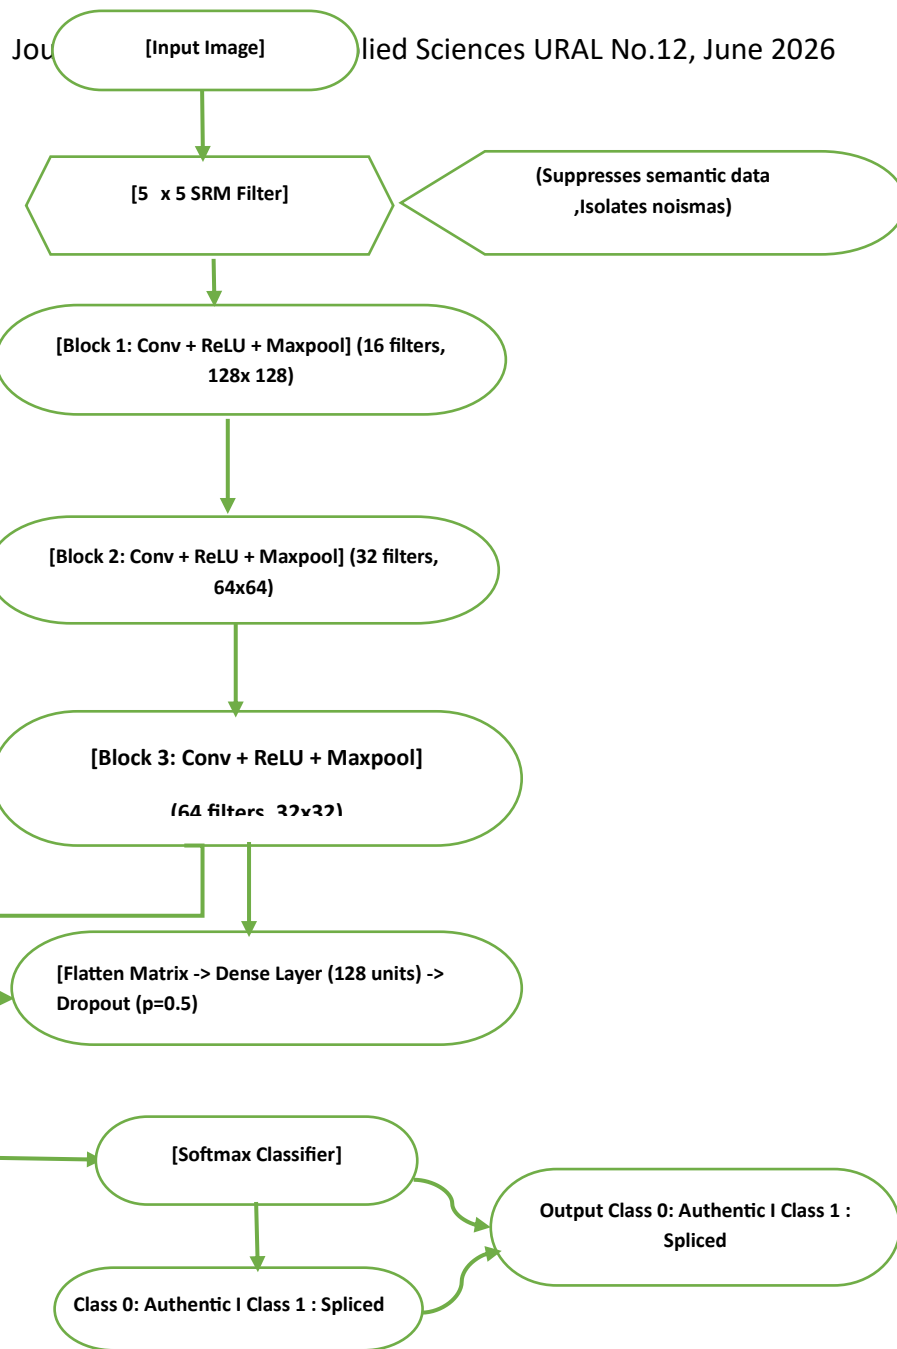 Jou lied Sciences URAL No.12, June 2026
[Input Image]
[5 x 5 SRM Filter]
(Suppresses semantic data
,Isolates noismas)
[Block 1: Conv + ReLU + Maxpool] (16 filters,
128x 128)
[Block 2: Conv + ReLU + Maxpool] (32 filters,
64x64)
[Block 3: Conv + ReLU + Maxpool]
(64 filters, 32x32)
[Flatten Matrix -> Dense Layer (128 units) ->
Dropout (p=0.5)
[Softmax Classifier]
Output Class 0: Authentic I Class 1 :
Spliced
Class 0: Authentic I Class 1 : Spliced